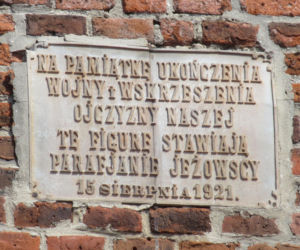 NA PAMIĄTKĘ UKOŃCZENIA
WOJNY I WSKRZESZENIA
OJCZYZNY NASZEJ
TĘ FIGURĘ STAWIAJĄ
PARAFJANIE JEŻOWSCY
15 SIERPNIA 1921.